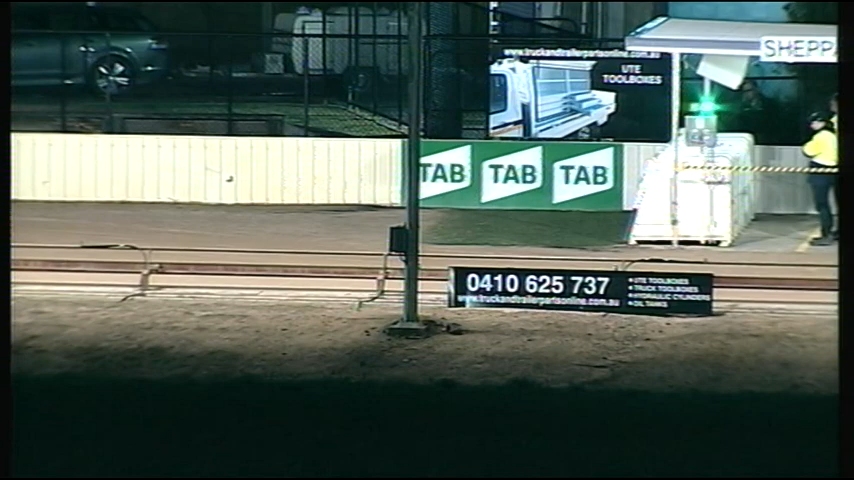 www.truckandtrailerpartsonline.com.au
UTE
TOOLBOXES
SHEPP
TAB TAB TAB
0410 625 737
www.truckandtrailerpartsonline.com.au
• UTE TOOLBOXES
• TRUCK TOOLBOXES
• HYDRAULIC CYLINDERS
• OIL TANKS